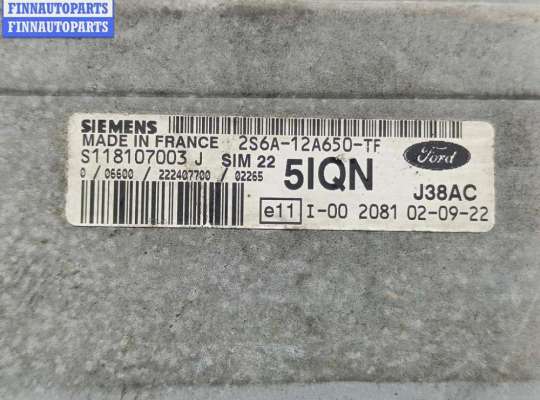 FINNAUTOPARTS
FINNAUTOPARTS
SIEMENS
MADE IN FRANCE 2S6A-12A650-TF
S118107003 J SIM 22
0 / 06600 / 222407700 / 02265
5IQN
Ford
J38AC
e11 I-00 2081 02-09-22